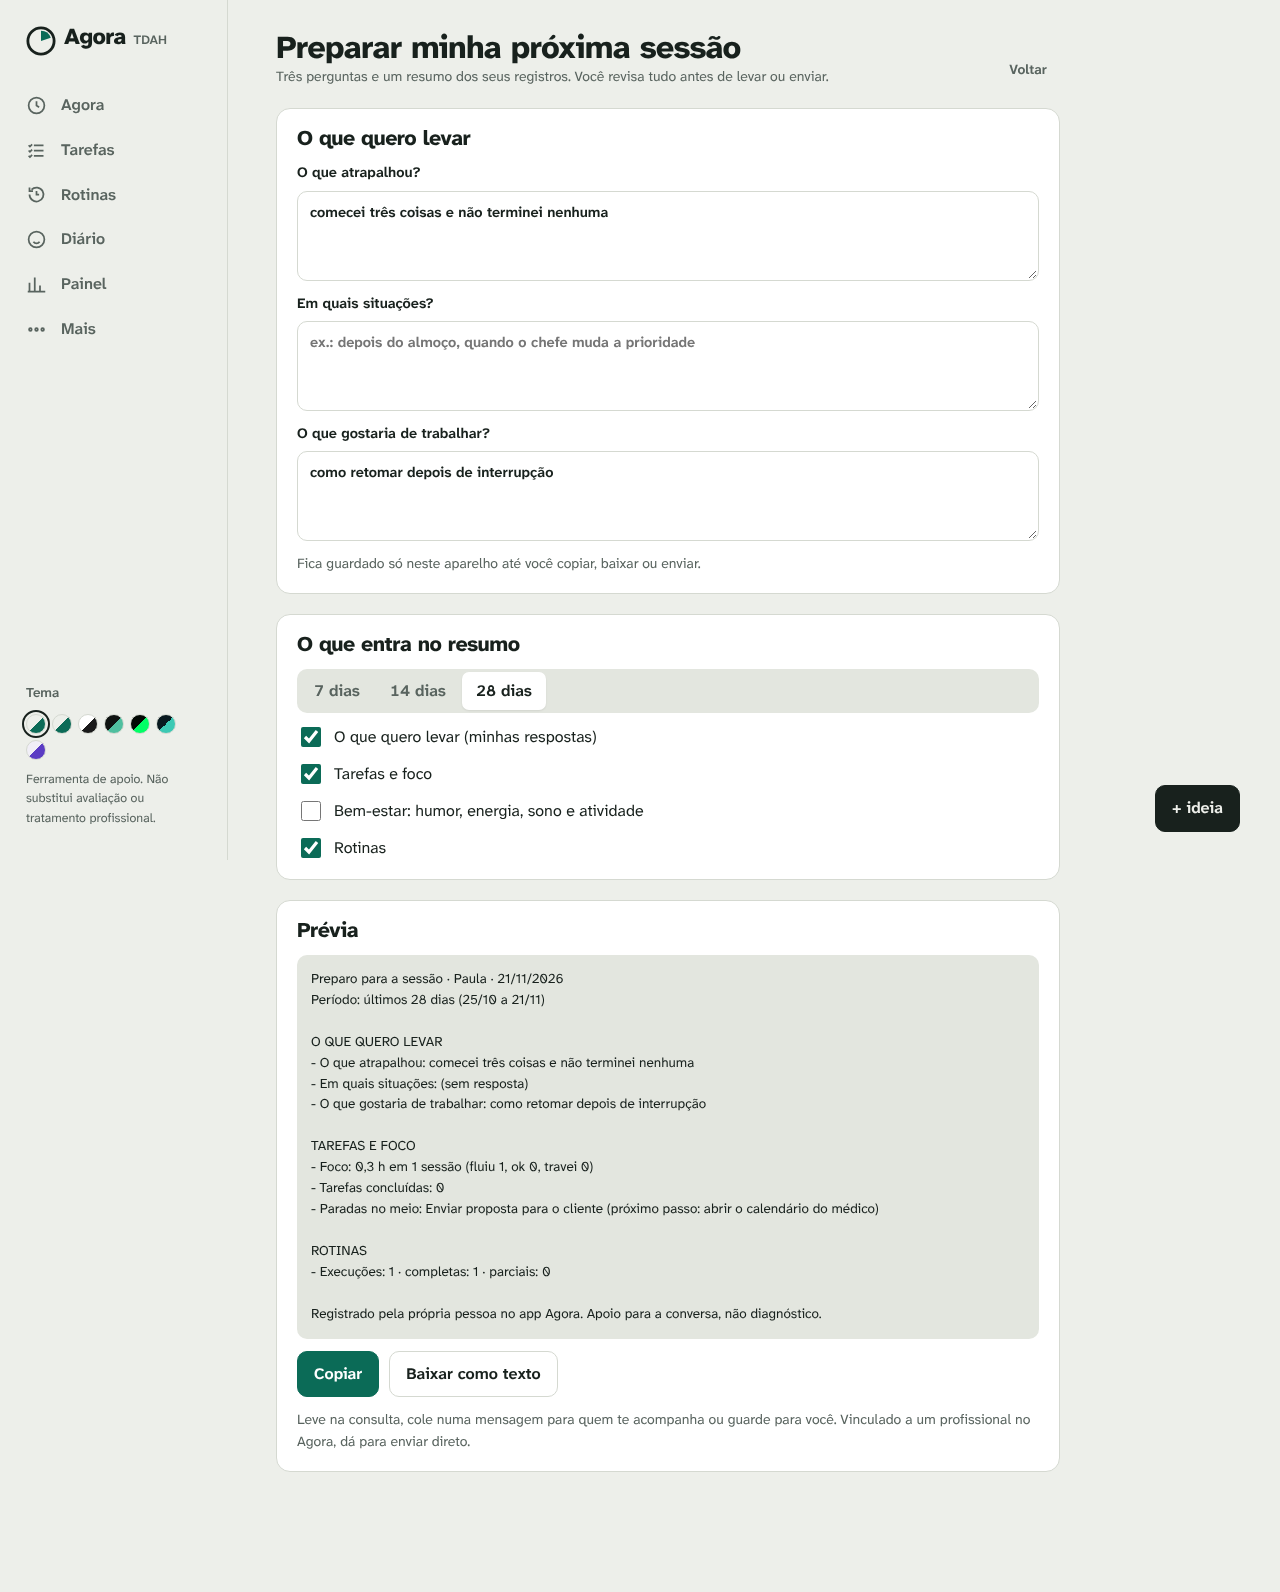 Agora TDAH
Agora
Tarefas
Rotinas
Diário
Painel
Mais
Tema
Ferramenta de apoio. Não
substitui avaliação ou
tratamento profissional.
Preparar minha próxima sessão
Três perguntas e um resumo dos seus registros. Você revisa tudo antes de levar ou enviar.
Voltar
O que quero levar
O que atrapalhou?
comecei três coisas e não terminei nenhuma
Em quais situações?
ex.: depois do almoço, quando o chefe muda a prioridade
O que gostaria de trabalhar?
como retomar depois de interrupção
Fica guardado só neste aparelho até você copiar, baixar ou enviar.
O que entra no resumo
7 dias 14 dias 28 dias
O que quero levar (minhas respostas)
Tarefas e foco
Bem-estar: humor, energia, sono e atividade
Rotinas
+ ideia
Prévia
Preparo para a sessão · Paula · 21/11/2026
Período: últimos 28 dias (25/10 a 21/11)
O QUE QUERO LEVAR
- O que atrapalhou: comecei três coisas e não terminei nenhuma
- Em quais situações: (sem resposta)
- O que gostaria de trabalhar: como retomar depois de interrupção
TAREFAS E FOCO
- Foco: 0,3 h em 1 sessão (fluiu 1, ok 0, travei 0)
- Tarefas concluídas: 0
- Paradas no meio: Enviar proposta para o cliente (próximo passo: abrir o calendário do médico)
ROTINAS
- Execuções: 1 · completas: 1 · parciais: 0
Registrado pela própria pessoa no app Agora. Apoio para a conversa, não diagnóstico.
Copiar
Baixar como texto
Leve na consulta, cole numa mensagem para quem te acompanha ou guarde para você. Vinculado a um profissional no
Agora, dá para enviar direto.